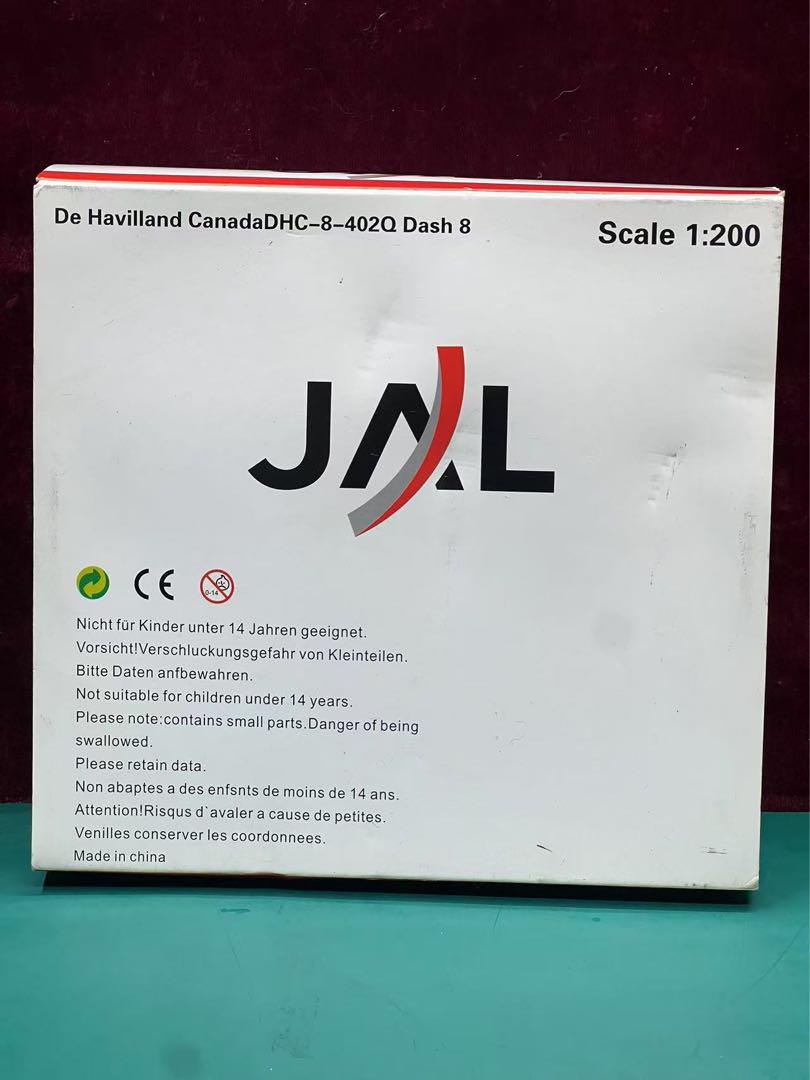 De Havilland CanadaDHC-8-402Q Dash 8
Scale 1:200
JAL
CE
0-14
Nicht für Kinder unter 14 Jahren geeignet.
Vorsicht!Verschluckungsgefahr von Kleinteilen.
Bitte Daten anfbewahren.
Not suitable for children under 14 years.
Please note:contains small parts.Danger of being
swallowed.
Please retain data.
Non abaptes a des enfsnts de moins de 14 ans.
Attention!Risqus d`avaler a cause de petites.
Venilles conserver les coordonnees.
Made in china